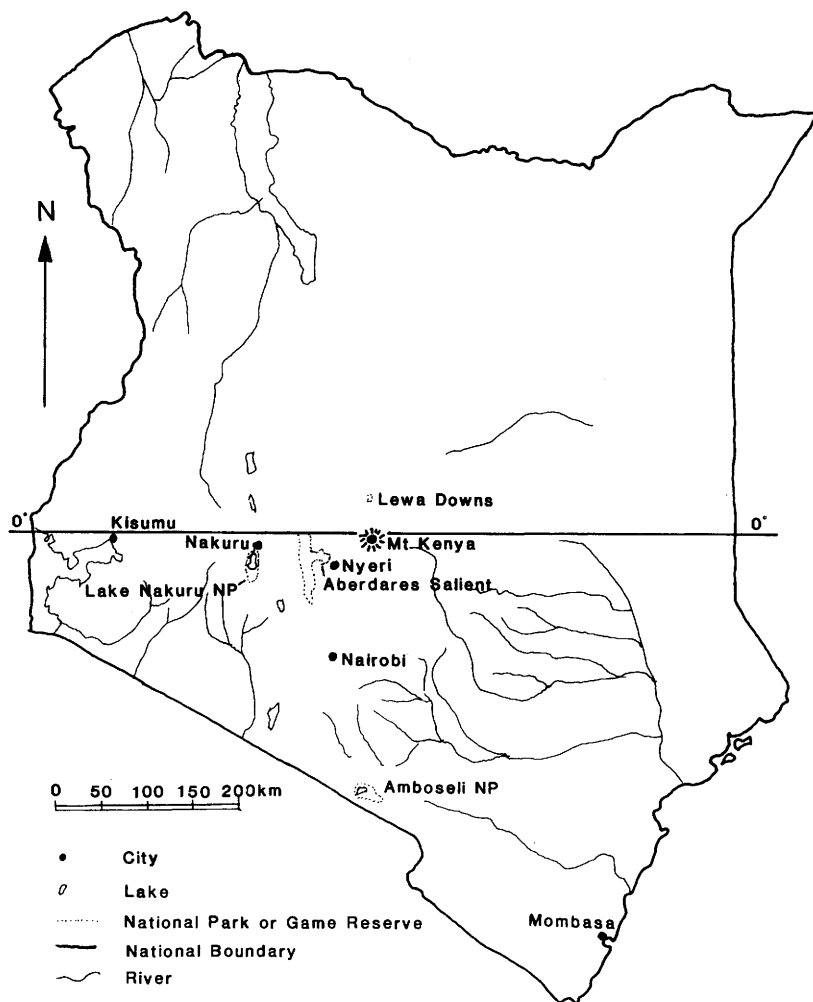 N
Lewa Downs
0°
0°
Kisumu
Nakuru
Mt Kenya
Nyeri
Lake Nakuru NP
Aberdares Salient
Nairobi
Amboseli NP
0 50 100 150 200km
City
Lake
National Park or Game Reserve
National Boundary
River
Mombasa